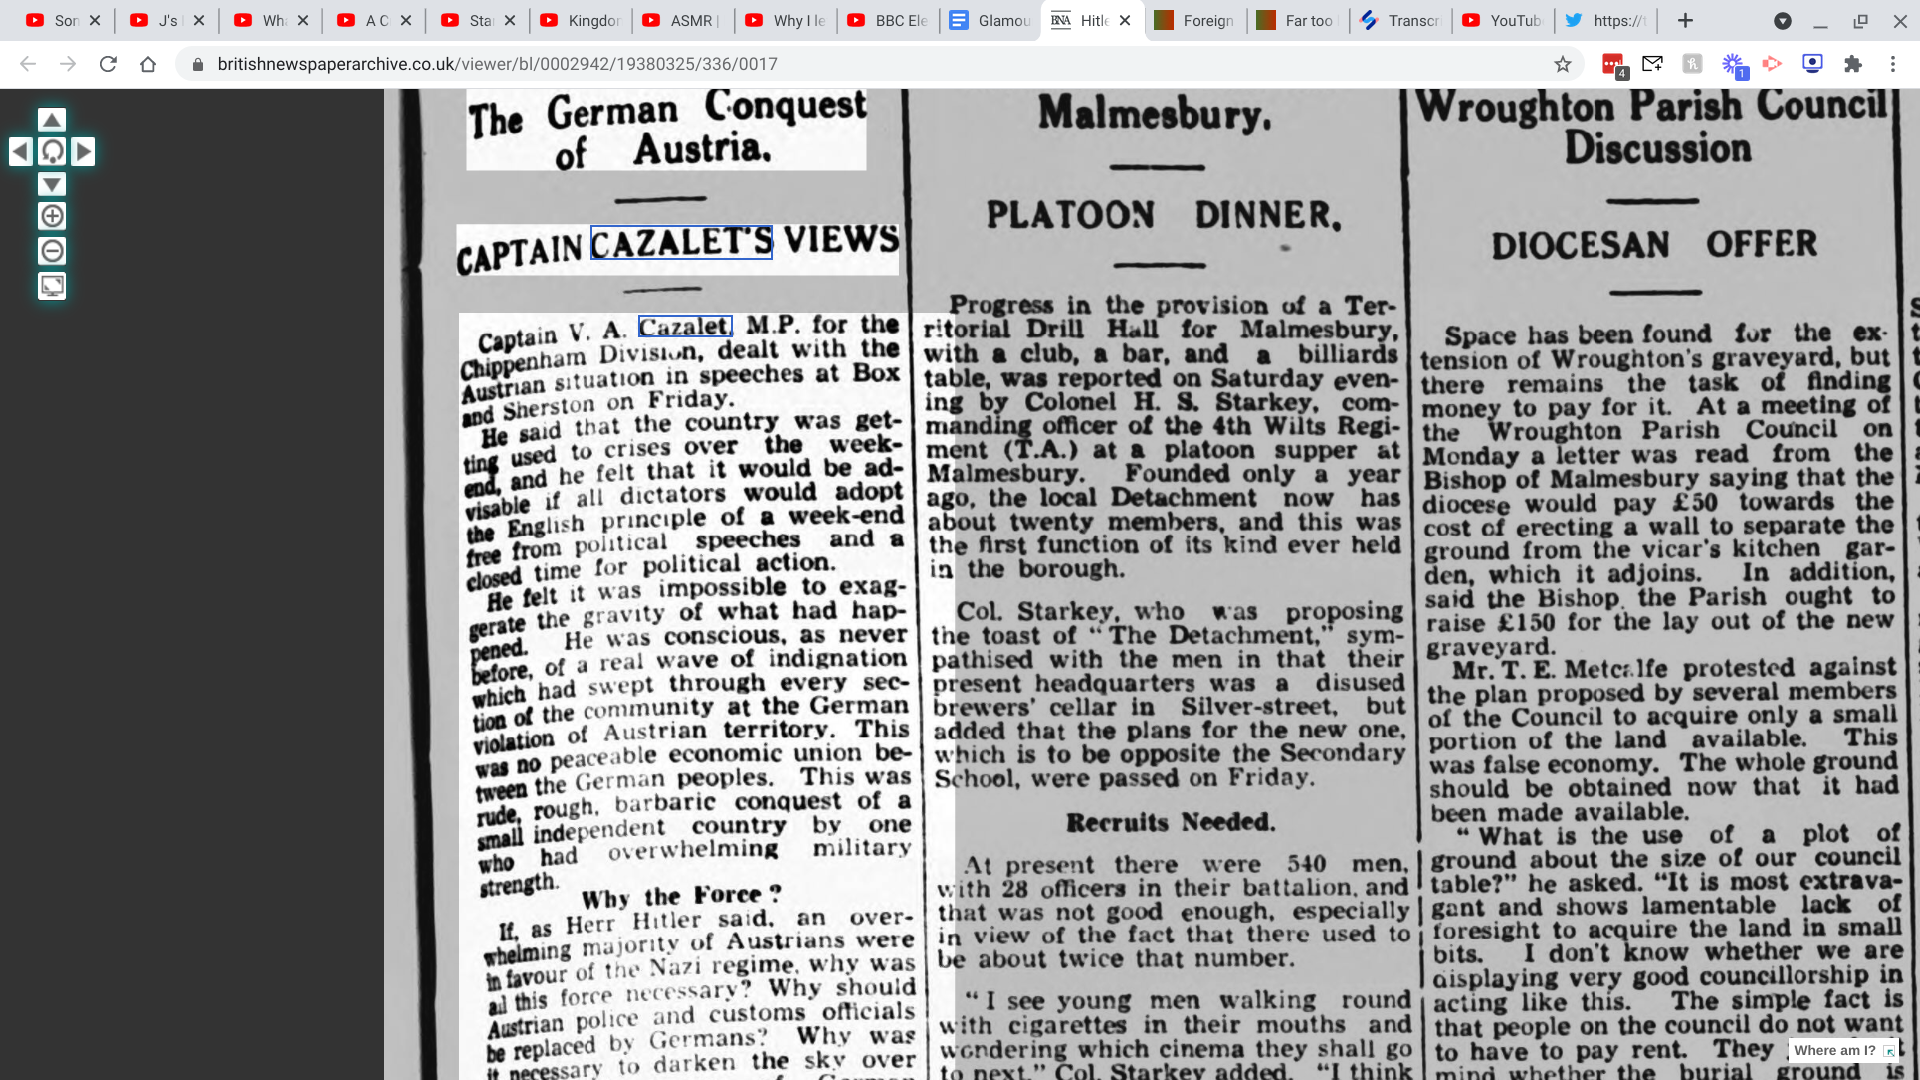 Son
J's
Wha
A C
Star
Kingdor
ASMR |
Why I le
BBC Ele
Glamou
BNA Hitle
Foreign
Far too
Transcri
YouTub
https://t
britishnewspaperarchive.co.uk/viewer/bl/0002942/19380325/336/0017
4
1
The German Conquest
of Austria.
CAPTAIN CAZALET'S VIEWS
Captain V. A. Cazalet, M.P. for the
Chippenham Division, dealt with the
Austrian situation in speeches at Box
and Sherston on Friday.
He said that the country was get-
ting used to crises over the week-
end, and he felt that it would be ad-
visable if all dictators would adopt
the English principle of a week-end
free from political speeches and a
closed time for political action.
He felt it was impossible to exag-
gerate the gravity of what had hap-
pened. He was conscious, as never
before, of a real wave of indignation
which had swept through every sec-
tion of the community at the German
violation of Austrian territory. This
was no peaceable economic union be-
tween the German peoples. This was
rude, rough, barbaric conquest of a
small independent country by one
who had overwhelming military
strength.
Why the Force?
If, as Herr Hitler said, an over-
whelming majority of Austrians were
in favour of the Nazi regime, why was
all this force necessary? Why should
Austrian police and customs officials
be replaced by Germans? Why was
it necessary to darken the sky over
Malmesbury.
PLATOON DINNER.
Progress in the provision of a Ter-
ritorial Drill Hall for Malmesbury,
with a club, a bar, and a billiards
table, was reported on Saturday even-
ing by Colonel H. S. Starkey, com-
manding officer of the 4th Wilts Regi-
ment (T.A.) at a platoon supper at
Malmesbury. Founded only a year
ago, the local Detachment now has
about twenty members, and this was
the first function of its kind ever held
in the borough.
Col. Starkey, who was proposing
the toast of "The Detachment," sym-
pathised with the men in that their
present headquarters was a disused
brewers' cellar in Silver-street, but
added that the plans for the new one,
which is to be opposite the Secondary
School, were passed on Friday.
Recruits Needed.
At present there were 540 men,
with 28 officers in their battalion, and
that was not good enough, especially
in view of the fact that there used to
be about twice that number.
"I see young men walking round
with cigarettes in their mouths and
wondering which cinema they shall go
to next," Col. Starkey added. "I think
Wroughton Parish Council
Discussion
DIOCESAN OFFER
Space has been found for the ex-
tension of Wroughton's graveyard, but
there remains the task of finding
money to pay for it. At a meeting of
the Wroughton Parish Council on
Monday a letter was read from the
Bishop of Malmesbury saying that the
diocese would pay £50 towards the
cost of erecting a wall to separate the
ground from the vicar's kitchen gar-
den, which it adjoins. In addition,
said the Bishop, the Parish ought to
raise £150 for the lay out of the new
graveyard.
Mr. T. E. Metcalfe protested against
the plan proposed by several members
of the Council to acquire only a small
portion of the land available. This
was false economy. The whole ground
should be obtained now that it had
been made available.
"What is the use of a plot of
ground about the size of our council
table?" he asked. "It is most extrava-
gant and shows lamentable lack of
foresight to acquire the land in small
bits. I don't know whether we are
displaying very good councillorship in
acting like this. The simple fact is
that people on the council do not want
to have to pay rent. They
mind whether the burial ground is
Where am I?